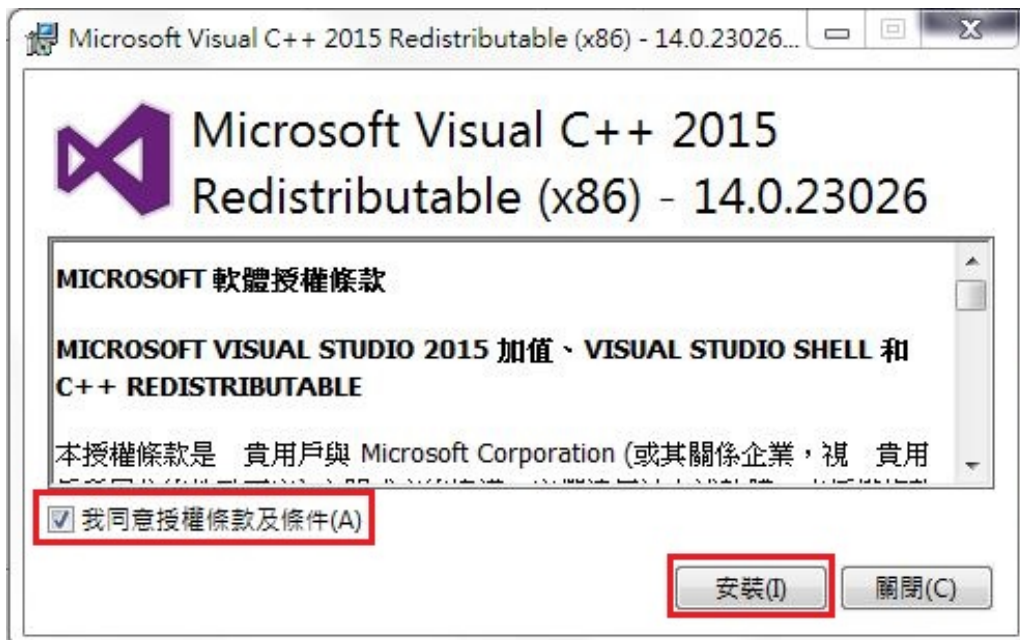 Microsoft Visual C++ 2015 Redistributable (x86) - 14.0.23026...
Microsoft Visual C++ 2015
Redistributable (x86) - 14.0.23026
MICROSOFT 軟體授權條款
MICROSOFT VISUAL STUDIO 2015 加值、VISUAL STUDIO SHELL 和
C++ REDISTRIBUTABLE
本授權條款是 貴用戶與 Microsoft Corporation (或其關係企業，視 貴用
我同意授權條款及條件(A)
安裝(I) 關閉(C)